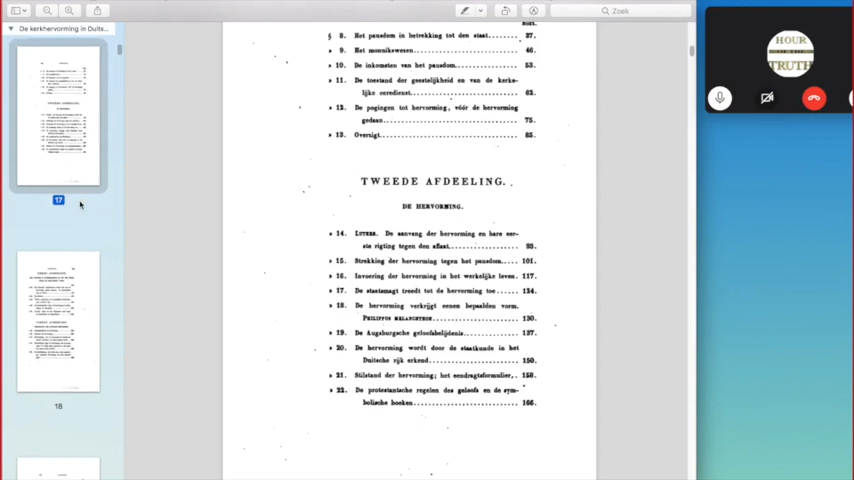 Zoek
De kerkhervorming in Duits...
17
18
HOUR
TRUTH
§ 8. Het pausdom in betrekking tot den staat... 37.
» 9. Het monnikswezen... 46.
» 10. De inkomsten van het pausdom... 53.
» 11. De toestand der geestelijkheid en van de kerke-
lijke eeredienst... 62.
» 12. De pogingen tot hervorming, vóór de hervorming
gedaan... 75.
» 13. Overzigt... 85.
TWEEDE AFDEELING.
DE HERVORMING.
» 14. LUTHER. De aanvang der hervorming en hare eer-
ste rigting tegen den aflaat... 93.
» 15. Strekking der hervorming tegen het pausdom... 101.
» 16. Invoering der hervorming in het werkelijke leven. 117.
» 17. De staatsmagt treedt tot de hervorming toe... 124.
» 18. De hervorming verkrijgt eenen bepaalden vorm.
PHILIPPUS MELANCHTHON... 130.
» 19. De Augsburgsche geloofsbelijdenis... 137.
» 20. De hervorming wordt door de staatkunde in het
Duitsche rijk erkend... 150.
» 21. Stilstand der hervorming; het eendragtsformulier,. 158.
» 22. De protestantsche regelen des geloofs en de sym-
bolische boeken... 166.